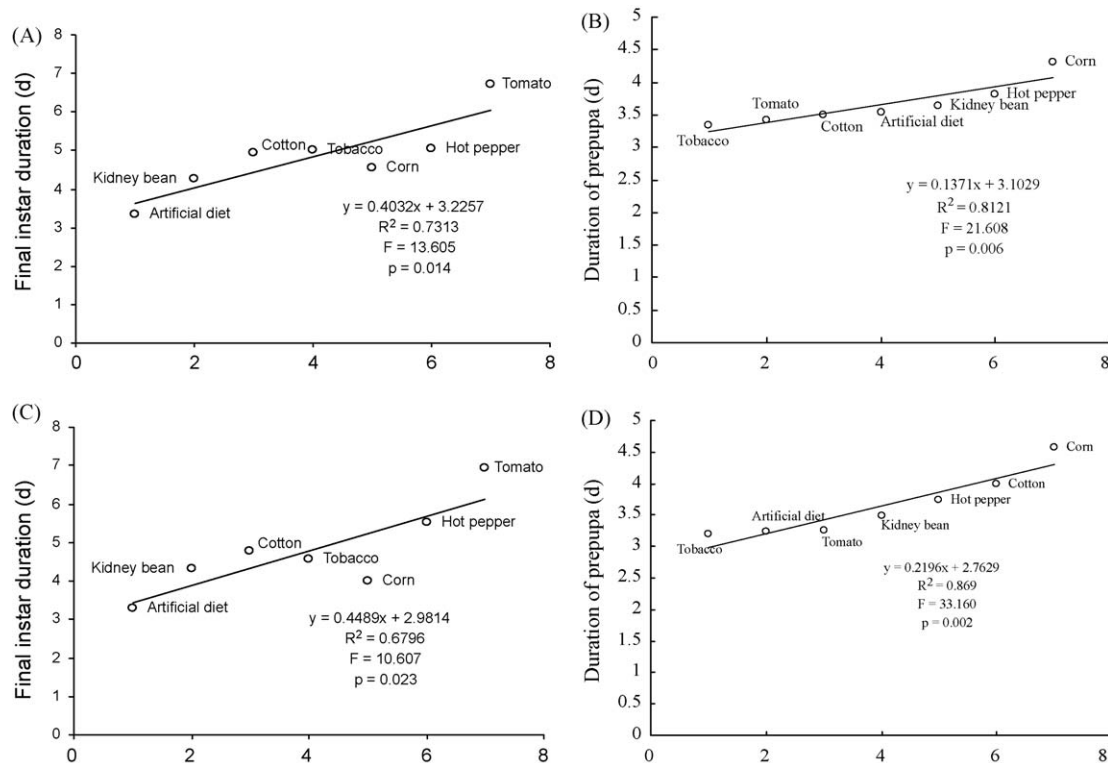 (A)
Final instar duration (d)
8
7
6
5
4
3
2
1
0
0 2 4 6 8
Tomato
Cotton
Tobacco
Hot pepper
Kidney bean
Corn
Artificial diet
y = 0.4032x + 3.2257
R² = 0.7313
F = 13.605
p = 0.014
(B)
Duration of prepupa (d)
5
4.5
4
3.5
3
2.5
2
1.5
1
0.5
0
0 2 4 6 8
Corn
Hot pepper
Tomato
Kidney bean
Tobacco
Cotton
Artificial diet
y = 0.1371x + 3.1029
R² = 0.8121
F = 21.608
p = 0.006
(C)
Final instar duration (d)
8
7
6
5
4
3
2
1
0
0 2 4 6 8
Tomato
Hot pepper
Cotton
Kidney bean
Tobacco
Corn
Artificial diet
y = 0.4489x + 2.9814
R² = 0.6796
F = 10.607
p = 0.023
(D)
Duration of prepupa (d)
5
4.5
4
3.5
3
2.5
2
1.5
1
0.5
0
0 2 4 6 8
Corn
Cotton
Hot pepper
Artificial diet
Kidney bean
Tobacco
Tomato
y = 0.2196x + 2.7629
R² = 0.869
F = 33.160
p = 0.002